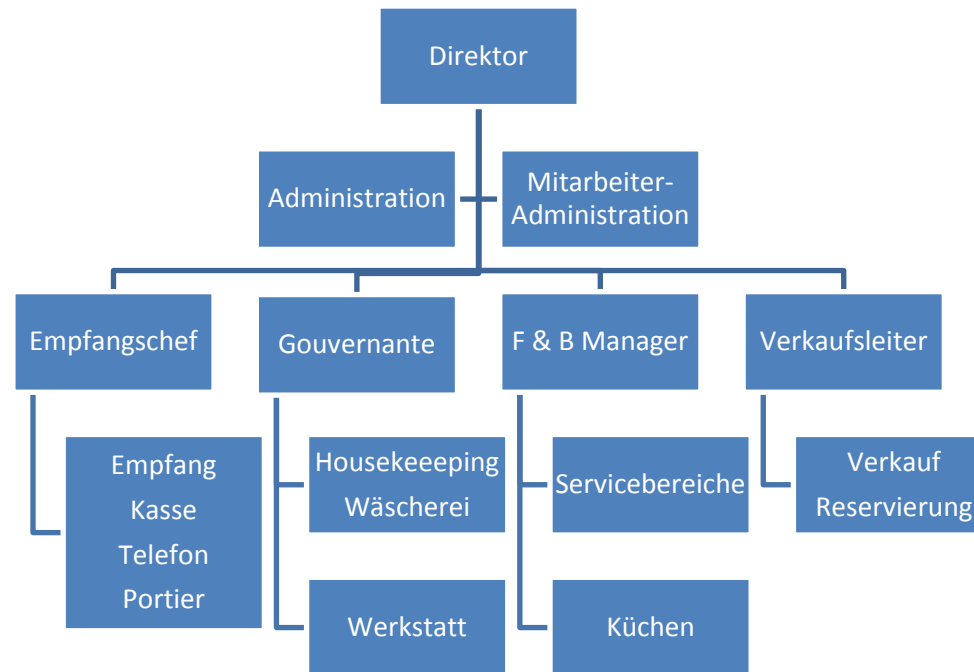 Direktor
Administration
Mitarbeiter-
Administration
Empfangschef
Gouvernante
F & B Manager
Verkaufsleiter
Empfang
Kasse
Telefon
Portier
Housekeeeping
Wäscherei
Servicebereiche
Verkauf
Reservierung
Werkstatt
Küchen